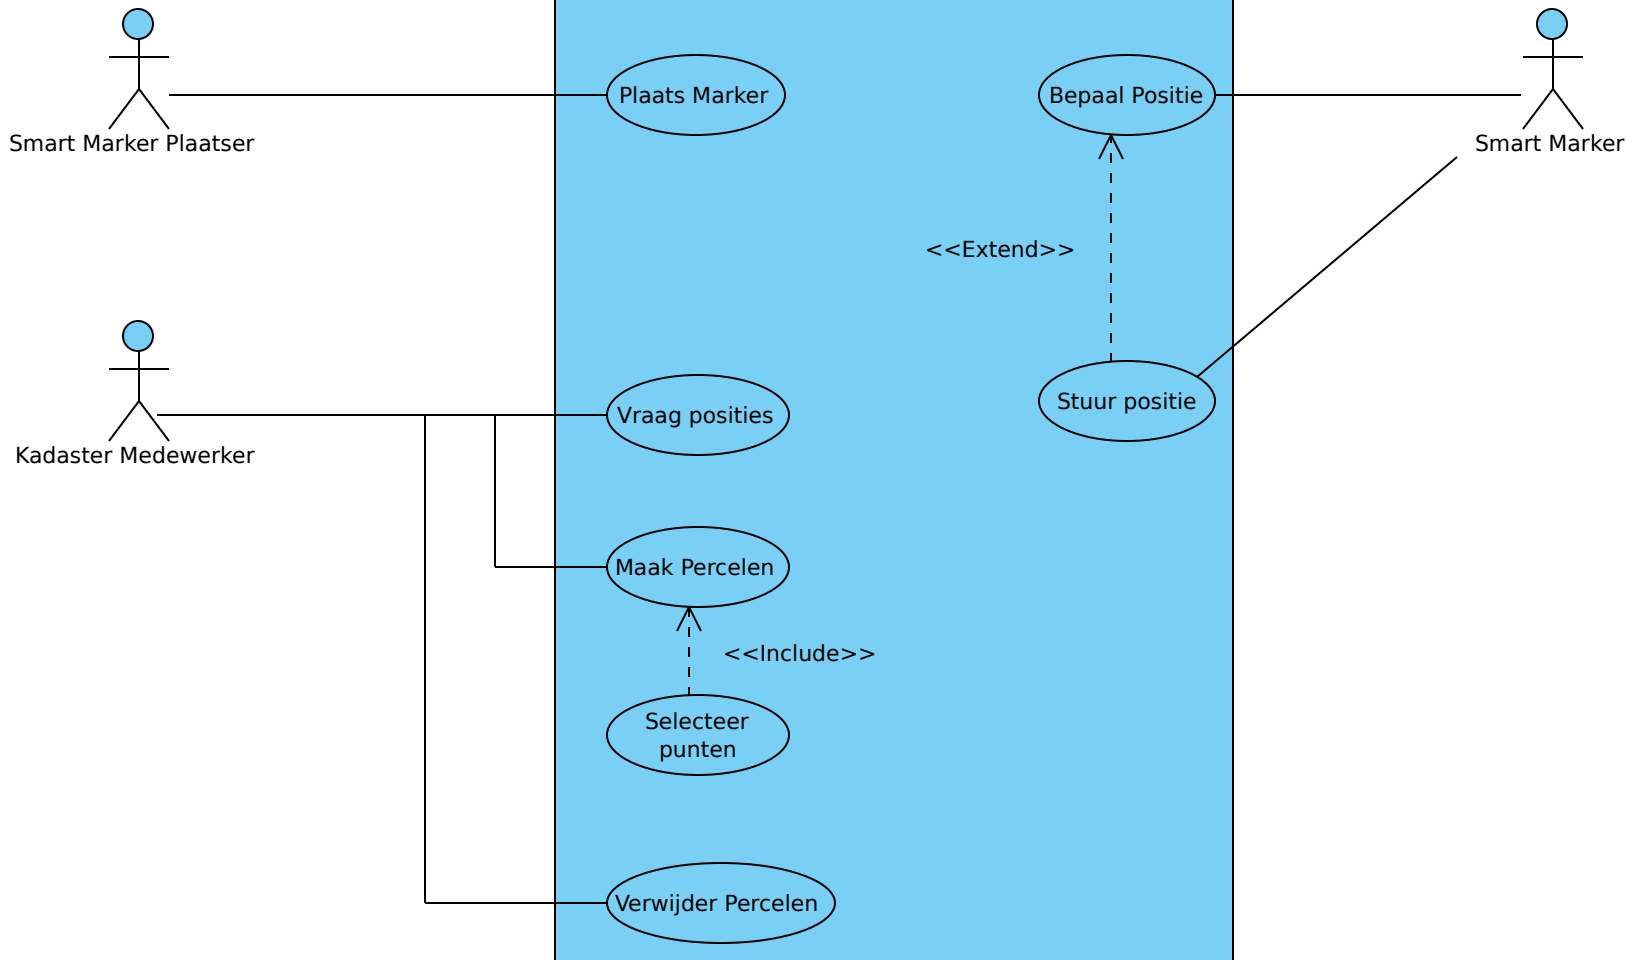 Plaats Marker
Bepaal Positie
Smart Marker Plaatser
Smart Marker
<<Extend>>
Stuur positie
Vraag posities
Kadaster Medewerker
Maak Percelen
<<Include>>
Selecteer
punten
Verwijder Percelen